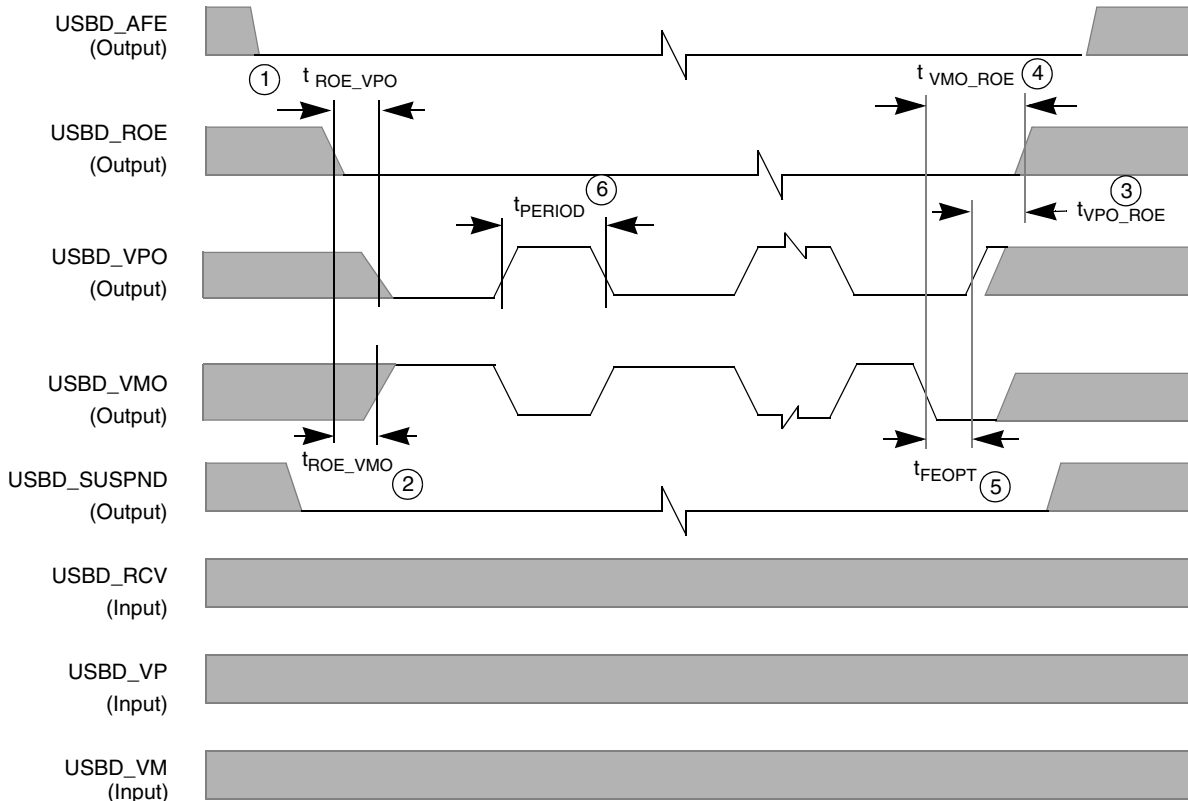 USBD_AFE
(Output)
1
t ROE_VPO
t VMO_ROE
4
USBD_ROE
(Output)
6
tPERIOD
3
tVPO_ROE
USBD_VPO
(Output)
USBD_VMO
(Output)
tROE_VMO
2
tFEOPT
5
USBD_SUSPND
(Output)
USBD_RCV
(Input)
USBD_VP
(Input)
USBD_VM
(Input)